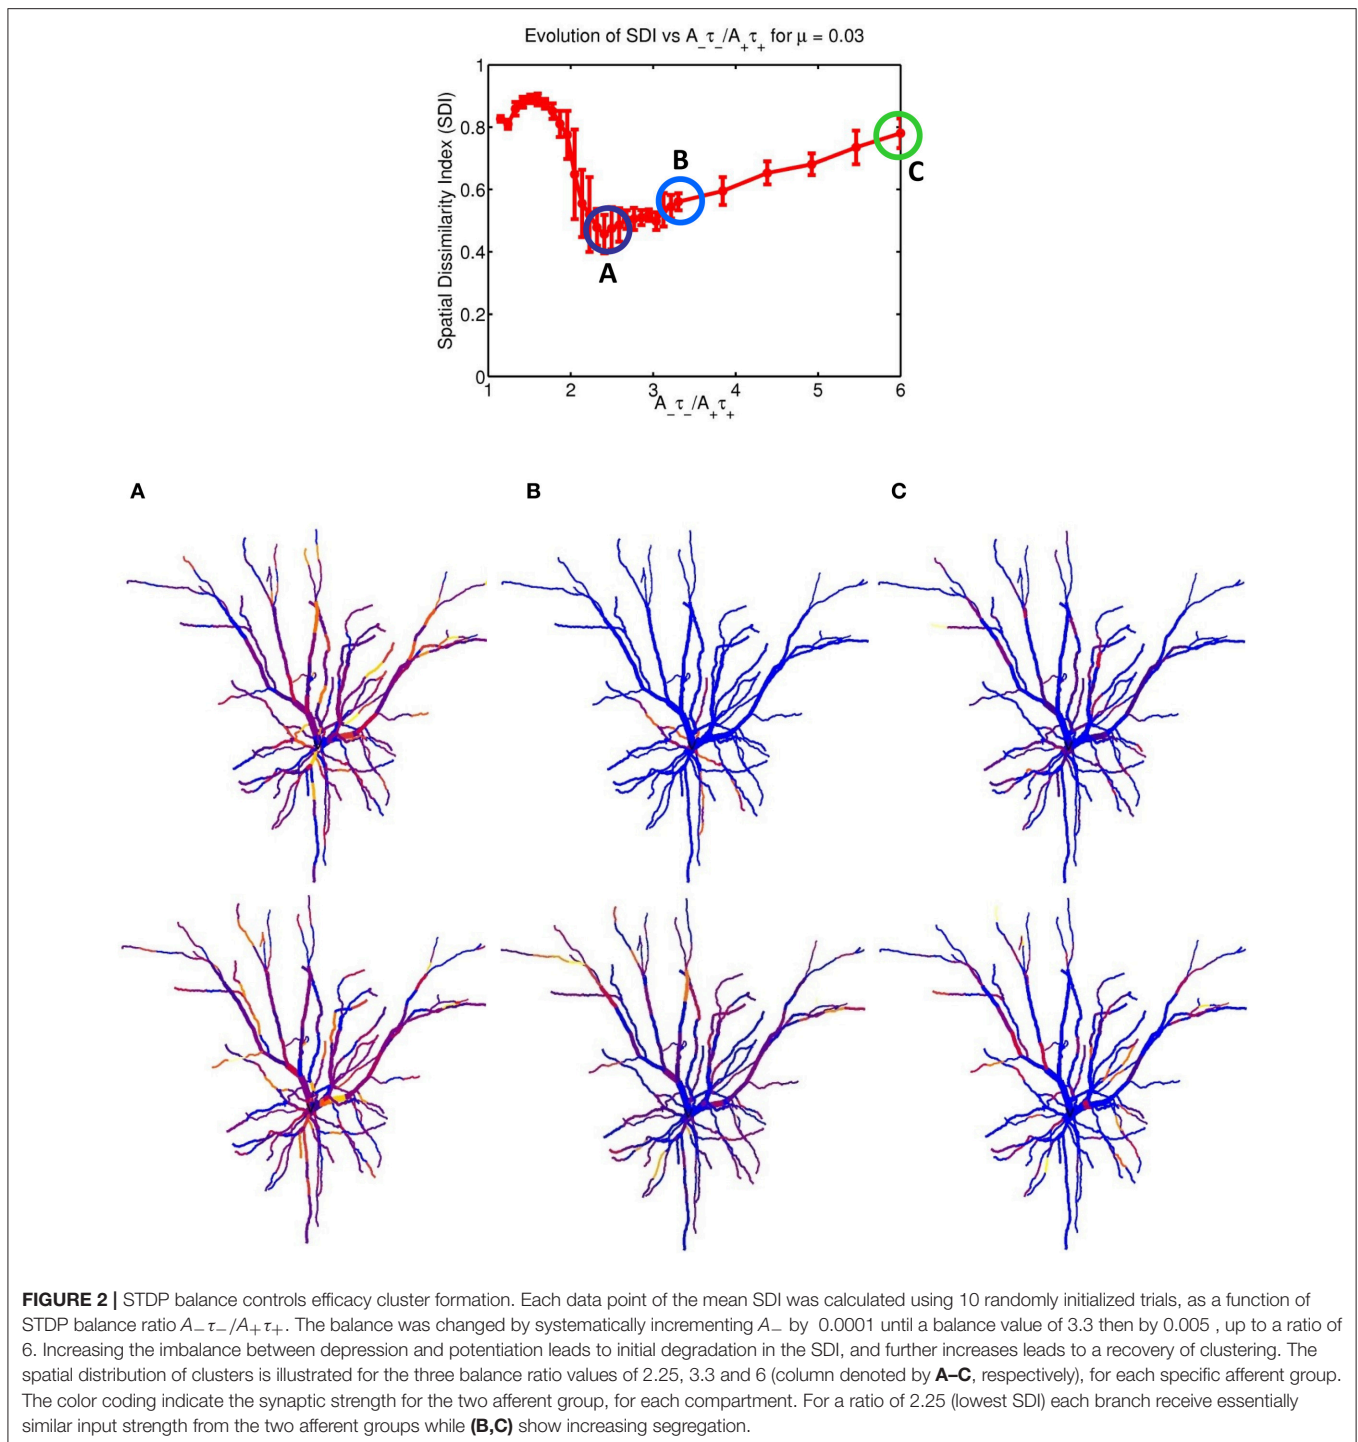 Evolution of SDI vs A_τ_/A₊τ₊ for μ = 0.03
Spatial Dissimilarity Index (SDI)
1
0.8
0.6
0.4
0.2
0
1 2 3 4 5 6
A_τ_/A₊τ₊
A
B
C
A B C
FIGURE 2 | STDP balance controls efficacy cluster formation. Each data point of the mean SDI was calculated using 10 randomly initialized trials, as a function of
STDP balance ratio A−τ−/A+τ+. The balance was changed by systematically incrementing A− by 0.0001 until a balance value of 3.3 then by 0.005 , up to a ratio of
6. Increasing the imbalance between depression and potentiation leads to initial degradation in the SDI, and further increases leads to a recovery of clustering. The
spatial distribution of clusters is illustrated for the three balance ratio values of 2.25, 3.3 and 6 (column denoted by A–C, respectively), for each specific afferent group.
The color coding indicate the synaptic strength for the two afferent group, for each compartment. For a ratio of 2.25 (lowest SDI) each branch receive essentially
similar input strength from the two afferent groups while (B,C) show increasing segregation.